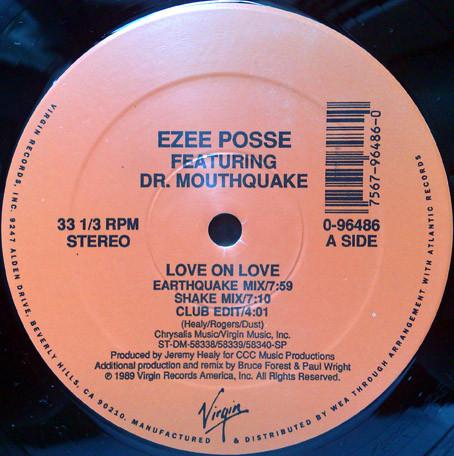 EZEE POSSE
FEATURING
DR. MOUTHQUAKE
7567-96486-0
33 1/3 RPM
STEREO
0-96486
A SIDE
LOVE ON LOVE
EARTHQUAKE MIX/7:59
SHAKE MIX/7:10
CLUB EDIT/4:01
(Healy/Rogers/Dust)
Chrysalis Music/Virgin Music, Inc.
ST-DM-58338/58339/58340-SP
Produced by Jeremy Healy for CCC Music Productions
Additional production and remix by Bruce Forest & Paul Wright
℗ 1989 Virgin Records America, Inc. All Rights Reserved.
Virgin
VIRGIN RECORDS, INC. 9247 ALDEN DRIVE, BEVERLY HILLS, CA 90210. MANUFACTURED & DISTRIBUTED BY WEA THROUGH ARRANGEMENT WITH ATLANTIC RECORDS